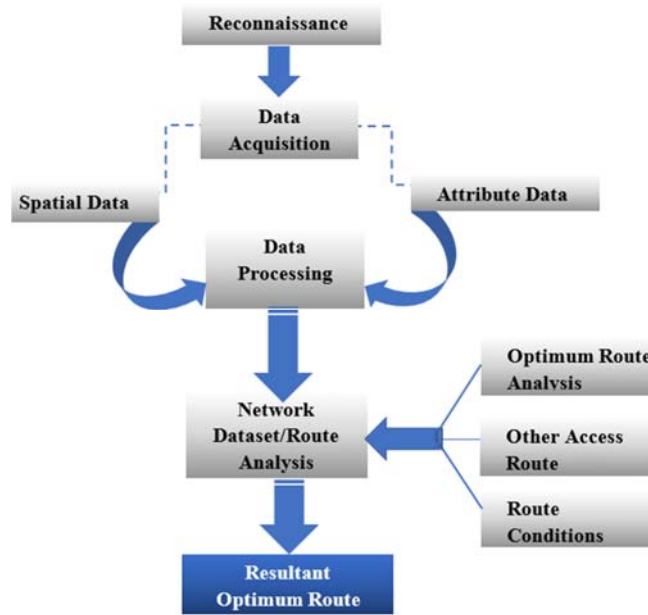 Reconnaissance
Data
Acquisition
Spatial Data
Attribute Data
Data
Processing
Optimum Route
Analysis
Network
Dataset/Route
Analysis
Other Access
Route
Route
Conditions
Resultant
Optimum Route